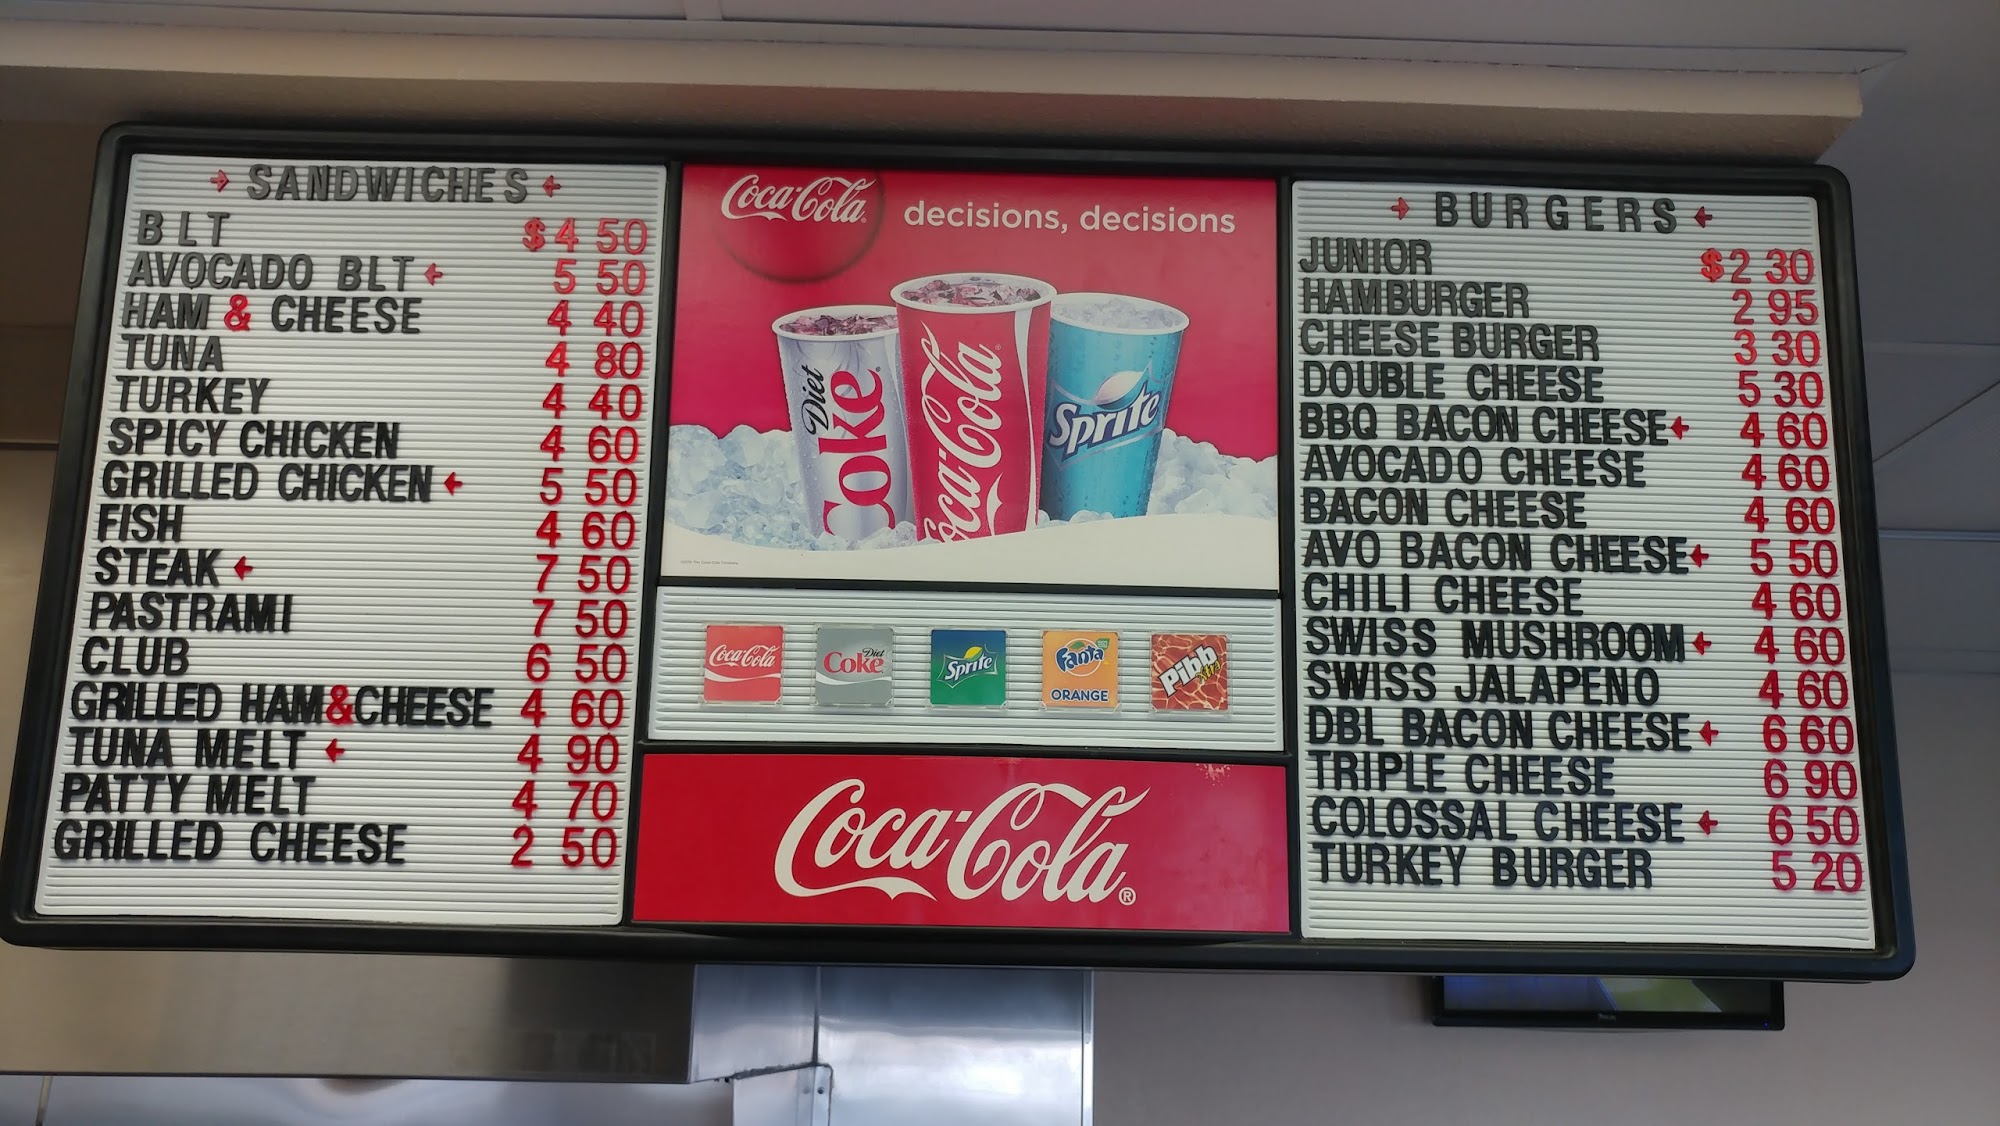 SANDWICHES
BLT $4 50
AVOCADO BLT 5 50
HAM & CHEESE 4 40
TUNA 4 80
TURKEY 4 40
SPICY CHICKEN 4 60
GRILLED CHICKEN 5 50
FISH 4 60
STEAK 7 50
PASTRAMI 7 50
CLUB 6 50
GRILLED HAM&CHEESE 4 60
TUNA MELT 4 90
PATTY MELT 4 70
GRILLED CHEESE 2 50
Coca-Cola decisions, decisions
Diet Coke
Coca-Cola
Sprite
Coca-Cola
Diet Coke
Sprite
Fanta ORANGE
Pibb Xtra
Coca-Cola®
BURGERS
JUNIOR $2 30
HAMBURGER 2 95
CHEESE BURGER 3 30
DOUBLE CHEESE 5 30
BBQ BACON CHEESE 4 60
AVOCADO CHEESE 4 60
BACON CHEESE 4 60
AVO BACON CHEESE 5 50
CHILI CHEESE 4 60
SWISS MUSHROOM 4 60
SWISS JALAPENO 4 60
DBL BACON CHEESE 6 60
TRIPLE CHEESE 6 90
COLOSSAL CHEESE 6 50
TURKEY BURGER 5 20